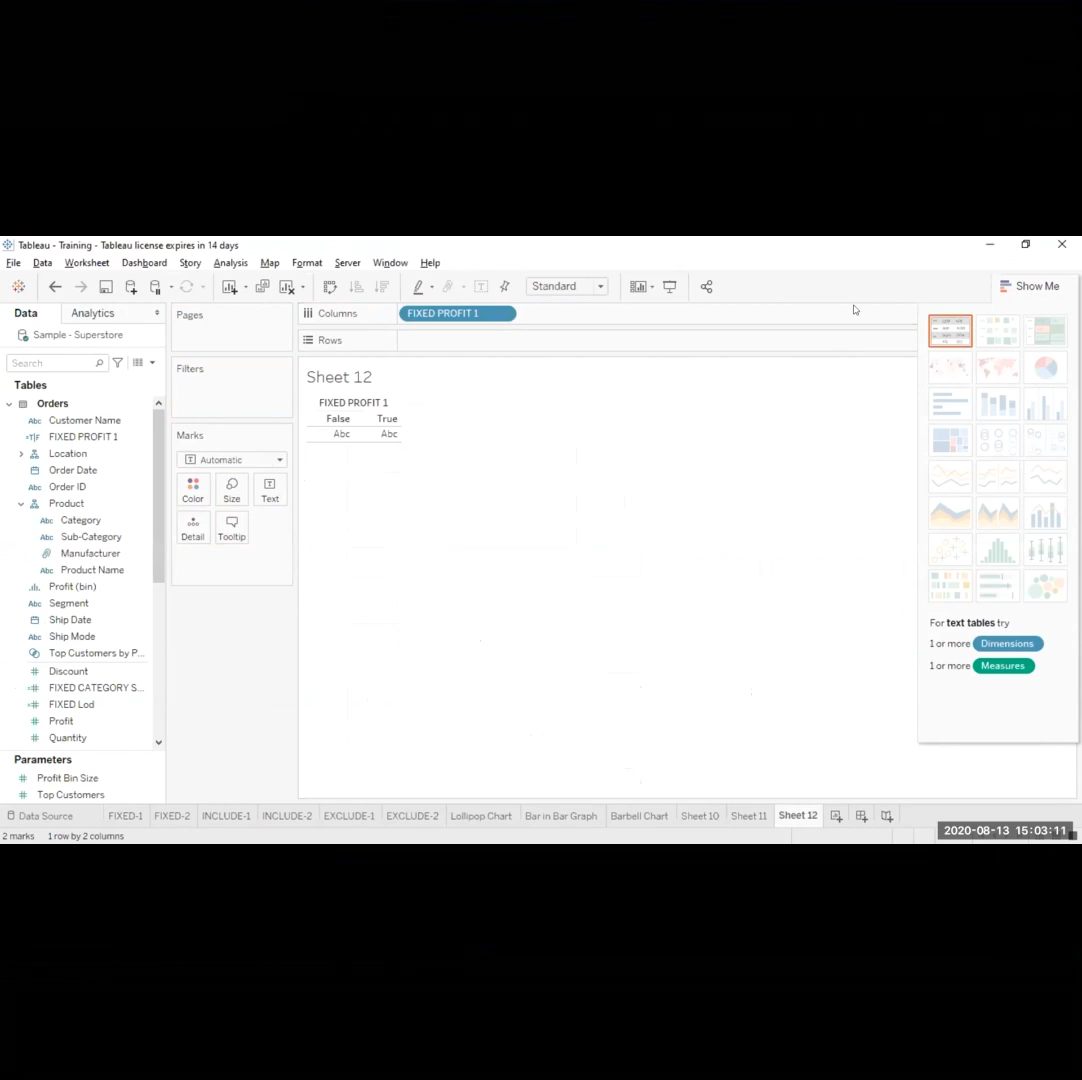 Tableau - Training - Tableau license expires in 14 days
File Data Worksheet Dashboard Story Analysis Map Format Server Window Help
Standard
Show Me
Data Analytics
Sample - Superstore
Search
Tables
Orders
Abc Customer Name
=T|F FIXED PROFIT 1
Location
Order Date
Abc Order ID
Product
Abc Category
Abc Sub-Category
Manufacturer
Abc Product Name
Profit (bin)
Abc Segment
Ship Date
Abc Ship Mode
Top Customers by P...
# Discount
=# FIXED CATEGORY S...
=# FIXED Lod
# Profit
# Quantity
Parameters
# Profit Bin Size
# Top Customers
Pages
Filters
Marks
Automatic
Color Size Text
Detail Tooltip
Columns FIXED PROFIT 1
Rows
Sheet 12
FIXED PROFIT 1
False True
Abc Abc
For text tables try
1 or more Dimensions
1 or more Measures
Data Source FIXED-1 FIXED-2 INCLUDE-1 INCLUDE-2 EXCLUDE-1 EXCLUDE-2 Lollipop Chart Bar in Bar Graph Barbell Chart Sheet 10 Sheet 11 Sheet 12
2 marks 1 row by 2 columns
2020-08-13 15:03:11